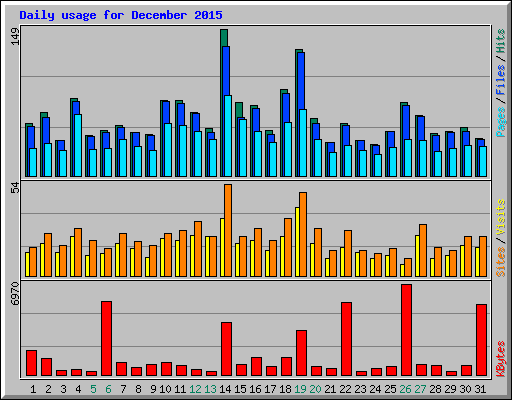 Daily usage for December 2015
149
Pages / Files / Hits
54
Sites / Visits
6970
KBytes
1 2 3 4 5 6 7 8 9 10 11 12 13 14 15 16 17 18 19 20 21 22 23 24 25 26 27 28 29 30 31